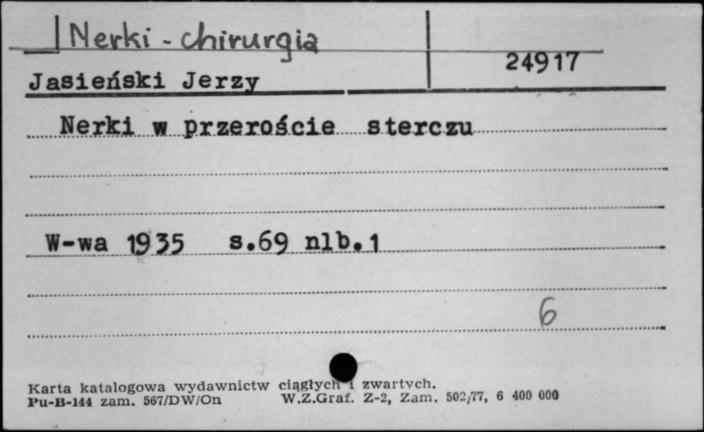 Nerki - chirurgia
24917
Jasieński Jerzy
Nerki w przeroście sterczu
W-wa 1935 s.69 nlb.1
6
Karta katalogowa wydawnictw ciągłych i zwartych.
Pu-B-144 zam. 567/DW/On W.Z.Graf. Z-2, Zam. 502/77, 6 400 000